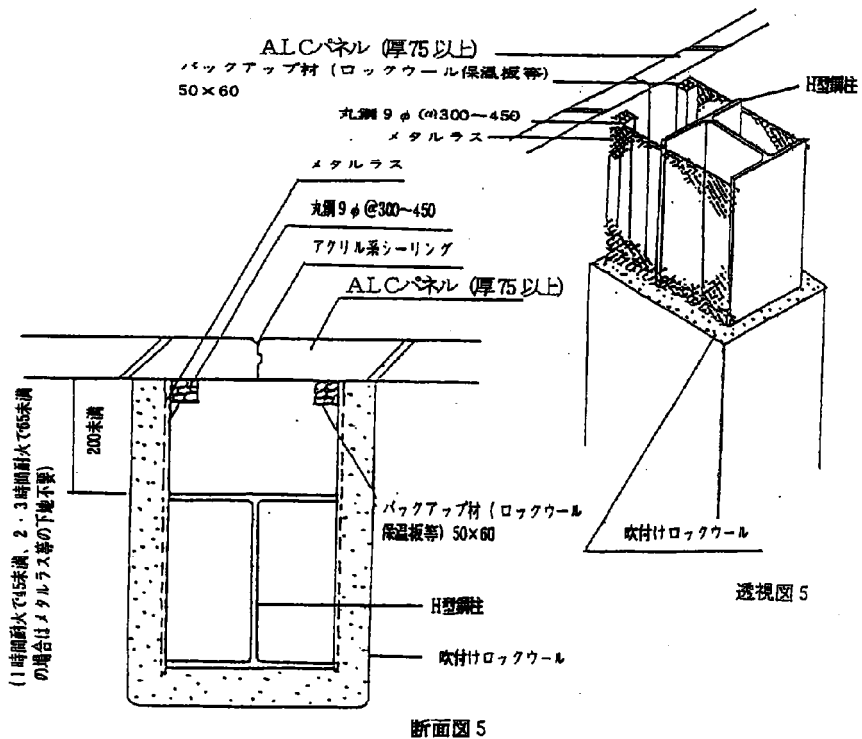 ALCパネル (厚75以上)
バックアップ材 (ロックウール保温板等)
50×60
丸鋼9φ@300~450
メタルラス
H型鋼柱
吹付けロックウール
透視図5
メタルラス
丸鋼9φ@300~450
アクリル系シーリング
ALCパネル (厚75以上)
200未満
(1時間耐火で45未満、2・3時間耐火で65未満
の場合はメタルラス等の下地不要)
バックアップ材 (ロックウール
保温板等) 50×60
H型鋼柱
吹付けロックウール
断面図5